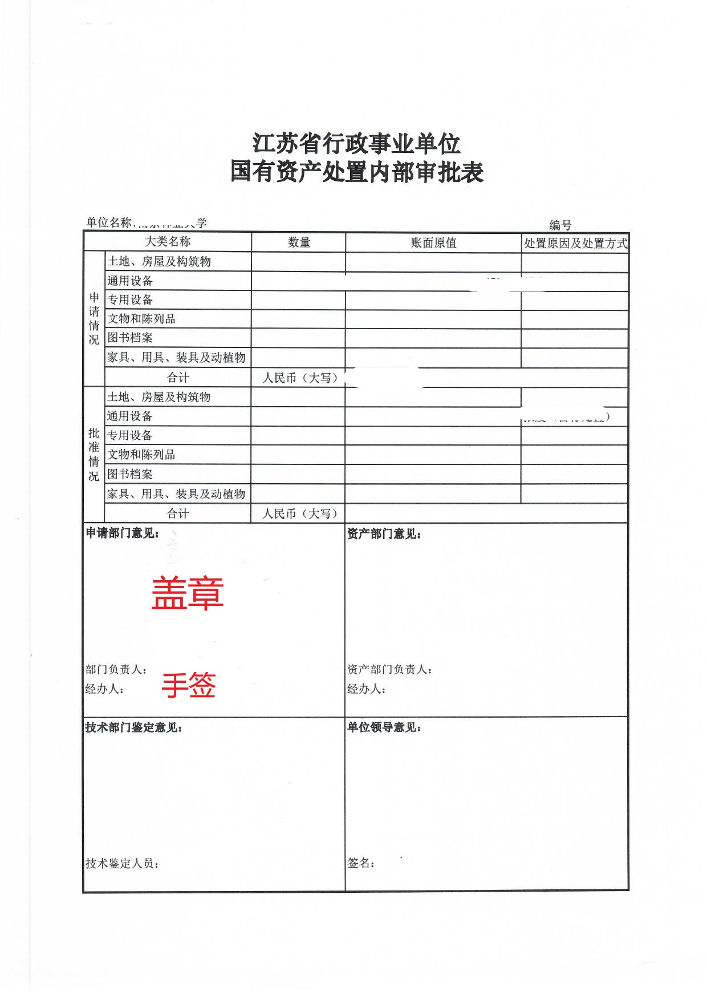 江苏省行政事业单位
国有资产处置内部审批表
单位名称: 学 编号
大类名称 数量 账面原值 处置原因及处置方式
申请情况
土地、房屋及构筑物
通用设备
专用设备
文物和陈列品
图书档案
家具、用具、装具及动植物
合计 人民币（大写）
批准情况
土地、房屋及构筑物
通用设备 ）
专用设备
文物和陈列品
图书档案
家具、用具、装具及动植物
合计 人民币（大写）
申请部门意见： 资产部门意见：
盖章
部门负责人： 资产部门负责人：
经办人： 手签 经办人：
技术部门鉴定意见： 单位领导意见：
技术鉴定人员： 签名：